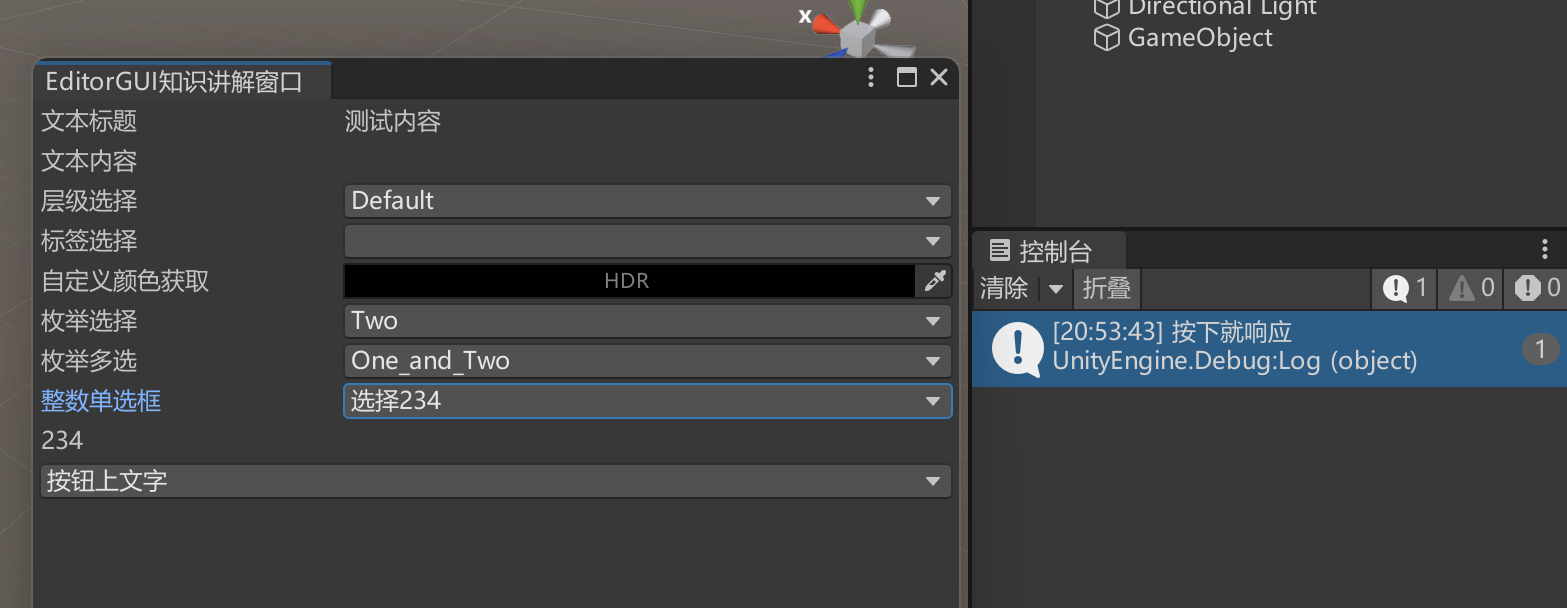 x
Directional Light
GameObject
EditorGUI知识讲解窗口
文本标题 测试内容
文本内容
层级选择 Default
标签选择
自定义颜色获取 HDR
枚举选择 Two
枚举多选 One_and_Two
整数单选框 选择234
234
按钮上文字
控制台
清除 折叠 1 0 0
[20:53:43] 按下就响应
UnityEngine.Debug:Log (object)
1